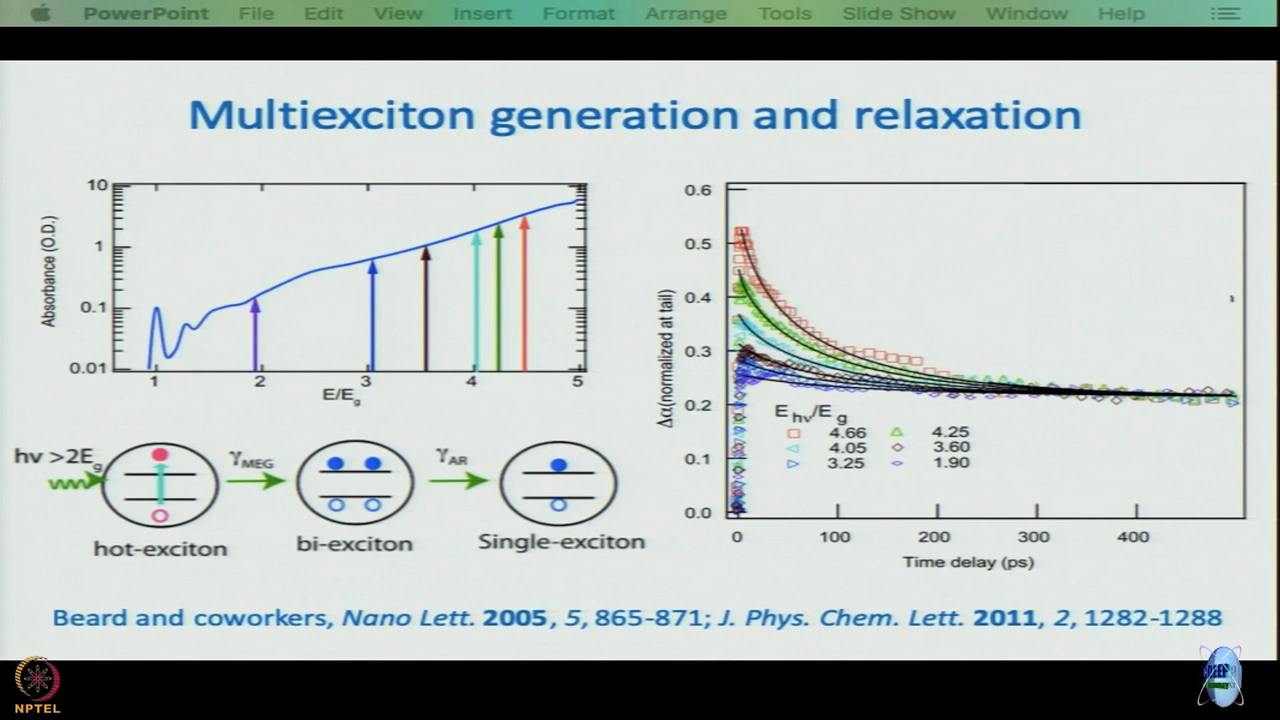 PowerPoint File Edit View Insert Format Arrange Tools Slide Show Window Help
Multiexciton generation and relaxation
Absorbance (O.D.)
10
1
0.1
0.01
1 2 3 4 5
E/Eg
hν >2Eg
γMEG
γAR
hot-exciton
bi-exciton
Single-exciton
Δα(normalized at tail)
0.6
0.5
0.4
0.3
0.2
0.1
0.0
Ehν/Eg
4.66 4.25
4.05 3.60
3.25 1.90
0 100 200 300 400
Time delay (ps)
Beard and coworkers, Nano Lett. 2005, 5, 865-871; J. Phys. Chem. Lett. 2011, 2, 1282-1288
NPTEL